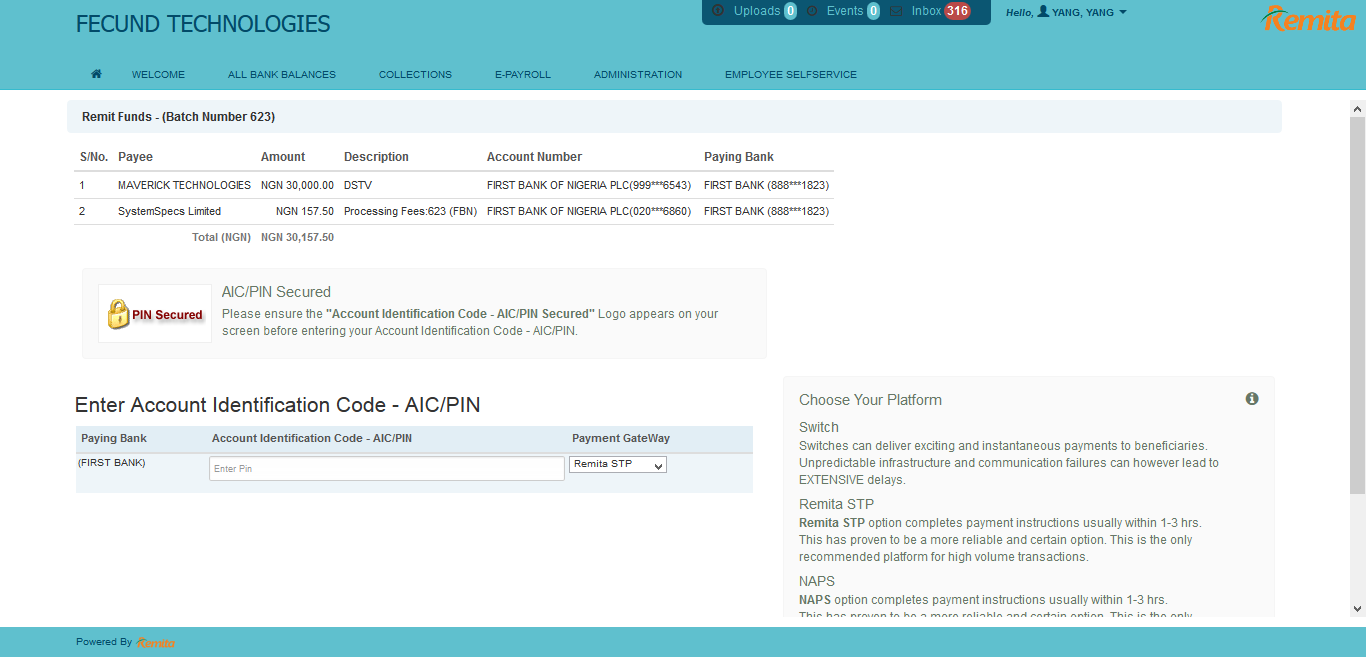 FECUND TECHNOLOGIES
Uploads 0 Events 0 Inbox 316
Hello, YANG, YANG
Remita
WELCOME ALL BANK BALANCES COLLECTIONS E-PAYROLL ADMINISTRATION EMPLOYEE SELFSERVICE
Remit Funds - (Batch Number 623)
S/No. Payee Amount Description Account Number Paying Bank
1 MAVERICK TECHNOLOGIES NGN 30,000.00 DSTV FIRST BANK OF NIGERIA PLC(999***6543) FIRST BANK (888***1823)
2 SystemSpecs Limited NGN 157.50 Processing Fees:623 (FBN) FIRST BANK OF NIGERIA PLC(020***6860) FIRST BANK (888***1823)
Total (NGN) NGN 30,157.50
PIN Secured
AIC/PIN Secured
Please ensure the "Account Identification Code - AIC/PIN Secured" Logo appears on your
screen before entering your Account Identification Code - AIC/PIN.
Enter Account Identification Code - AIC/PIN
Paying Bank Account Identification Code - AIC/PIN Payment GateWay
(FIRST BANK) Enter Pin Remita STP
Choose Your Platform
Switch
Switches can deliver exciting and instantaneous payments to beneficiaries.
Unpredictable infrastructure and communication failures can however lead to
EXTENSIVE delays.
Remita STP
Remita STP option completes payment instructions usually within 1-3 hrs.
This has proven to be a more reliable and certain option. This is the only
recommended platform for high volume transactions.
NAPS
NAPS option completes payment instructions usually within 1-3 hrs.
This has proven to be a more reliable and certain option. This is the only
Powered By Remita